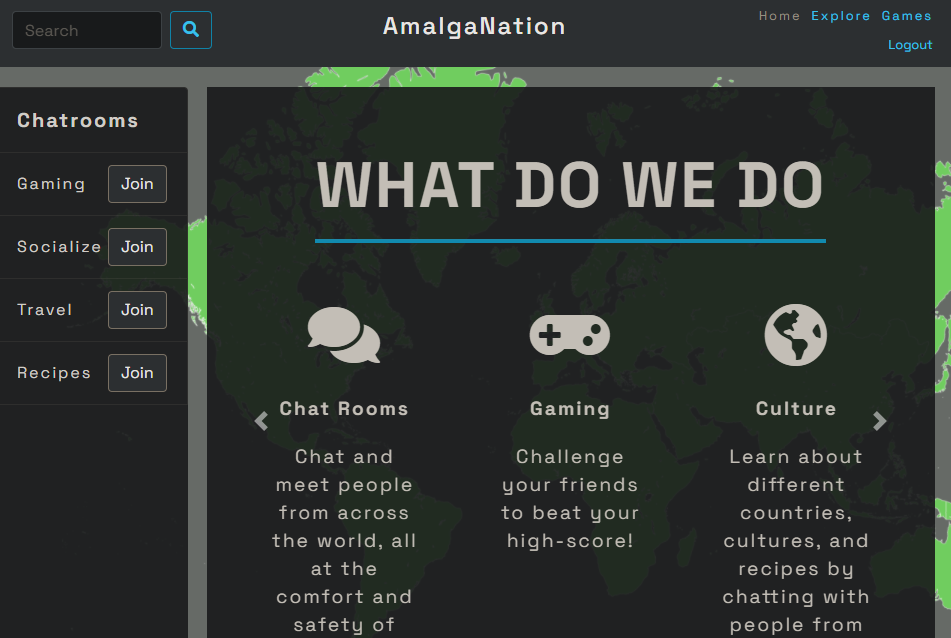 Search
AmalgaNation
Home Explore Games
Logout
Chatrooms
Gaming Join
Socialize Join
Travel Join
Recipes Join
WHAT DO WE DO
Chat Rooms
Chat and
meet people
from across
the world, all
at the
comfort and
safety of
Gaming
Challenge
your friends
to beat your
high-score!
Culture
Learn about
different
countries,
cultures, and
recipes by
chatting with
people from